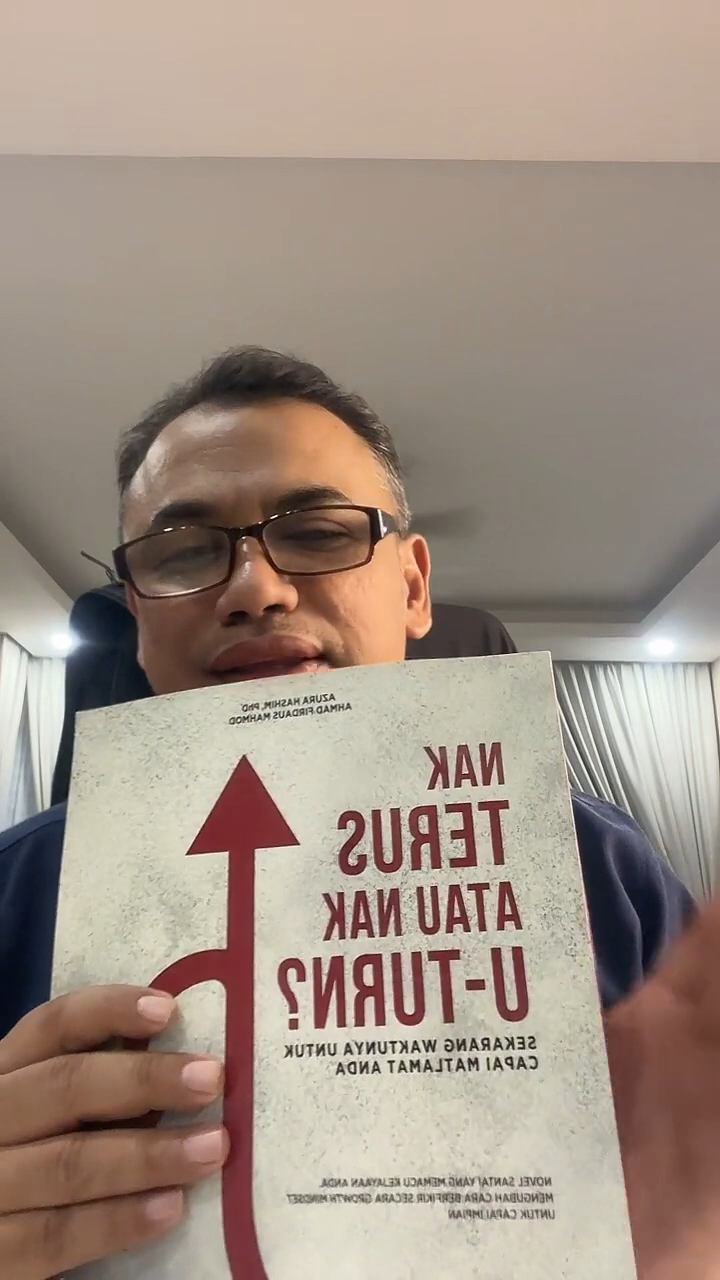 AZURA HASHIM, PhD
AHMAD FIRDAUS MAHMOD
NAK
TERUS
ATAU NAK
U-TURN?
SEKARANG WAKTUNYA UNTUK
CAPAI MATLAMAT ANDA
NOVEL SANTAI YANG MEMACU KEJAYAAN ANDA.
MENGUBAH CARA BERFIKIR SECARA GROWTH MINDSET
UNTUK CAPAI IMPIAN